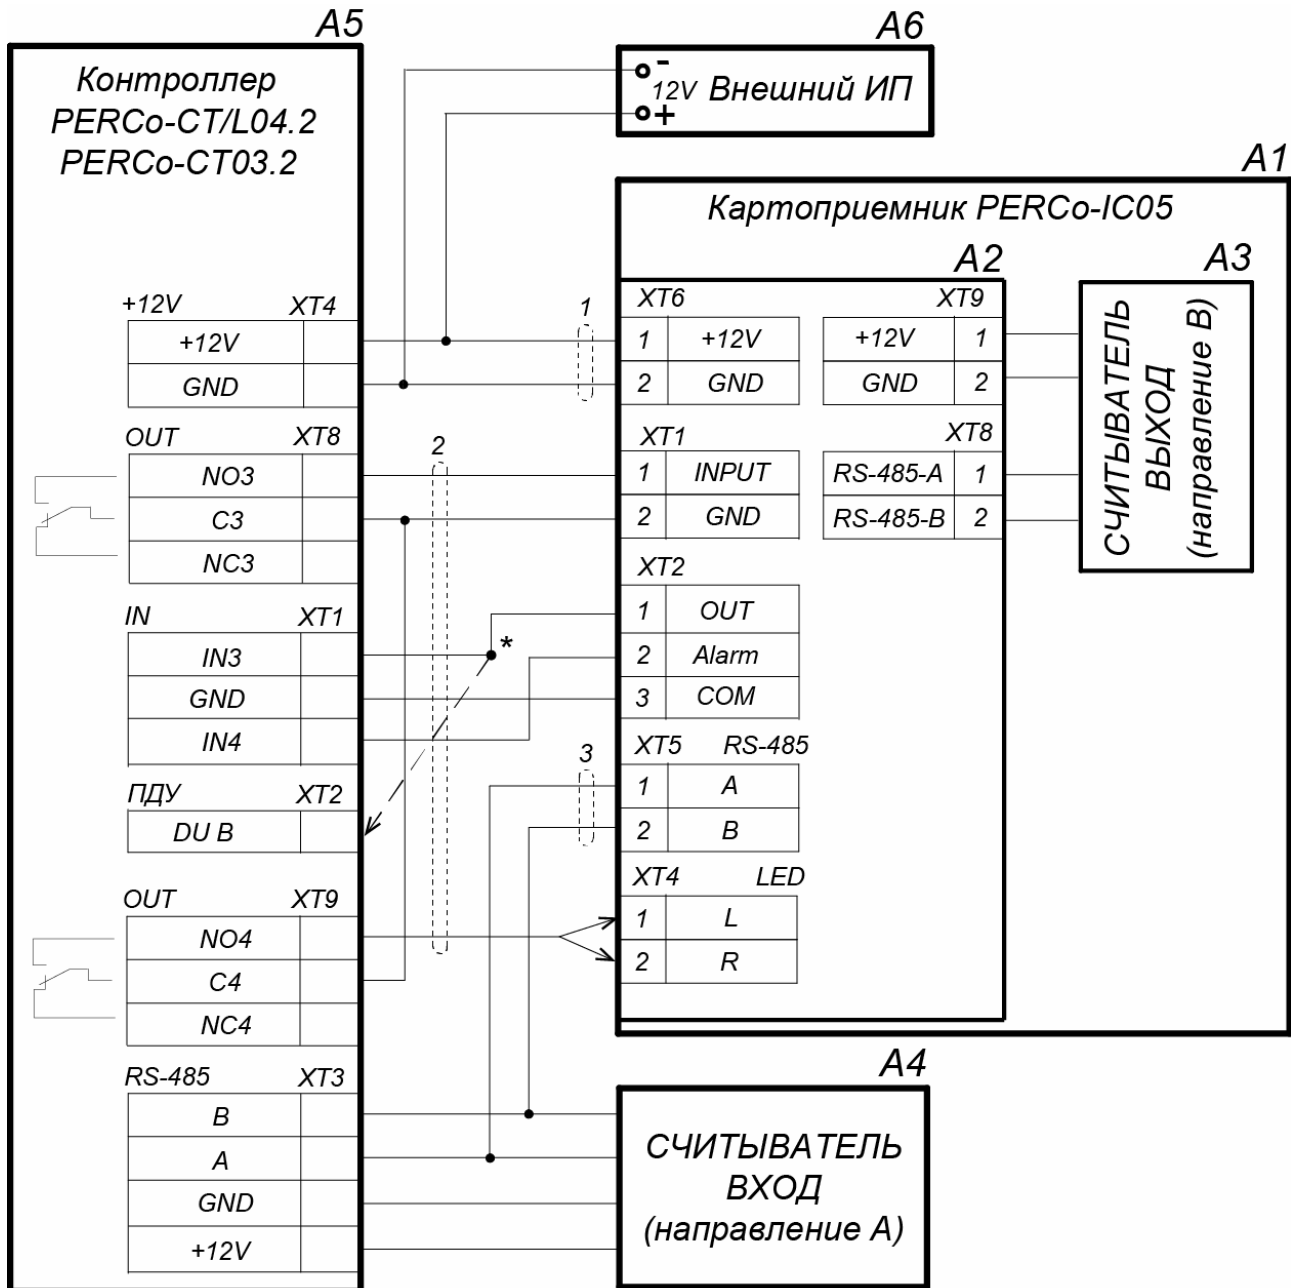 A5
Контроллер
PERCo-CT/L04.2
PERCo-CT03.2
A6
-
12V Внешний ИП
+
A1
Картоприемник PERCo-IC05
A2
A3
+12V XT4
+12V
GND
OUT XT8
NO3
C3
NC3
IN XT1
IN3
GND
IN4
ПДУ XT2
DU B
OUT XT9
NO4
C4
NC4
RS-485 XT3
B
A
GND
+12V
1
2
*
3
XT6
1 +12V
2 GND
XT1
1 INPUT
2 GND
XT2
1 OUT
2 Alarm
3 COM
XT5 RS-485
1 A
2 B
XT4 LED
1 L
2 R
XT9
+12V 1
GND 2
XT8
RS-485-A 1
RS-485-B 2
СЧИТЫВАТЕЛЬ
ВЫХОД
(направление В)
A4
СЧИТЫВАТЕЛЬ
ВХОД
(направление А)